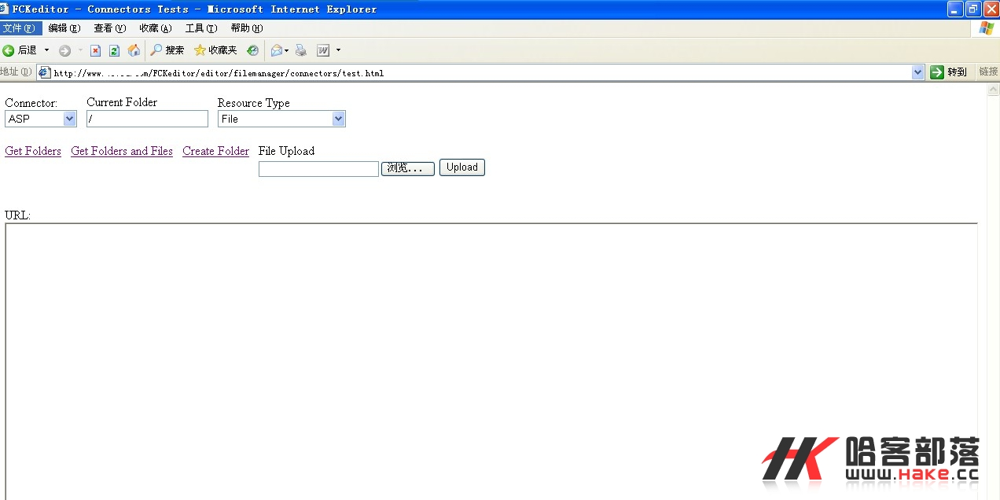 FCKeditor - Connectors Tests - Microsoft Internet Explorer
文件(F) 编辑(E) 查看(V) 收藏(A) 工具(T) 帮助(H)
后退 搜索 收藏夹
地址(D) http://www. m/FCKeditor/editor/filemanager/connectors/test.html 转到 链接
Connector: Current Folder Resource Type
ASP / File
Get Folders Get Folders and Files Create Folder File Upload
浏览... Upload
URL:
HK 哈客部落
www.Hake.cc